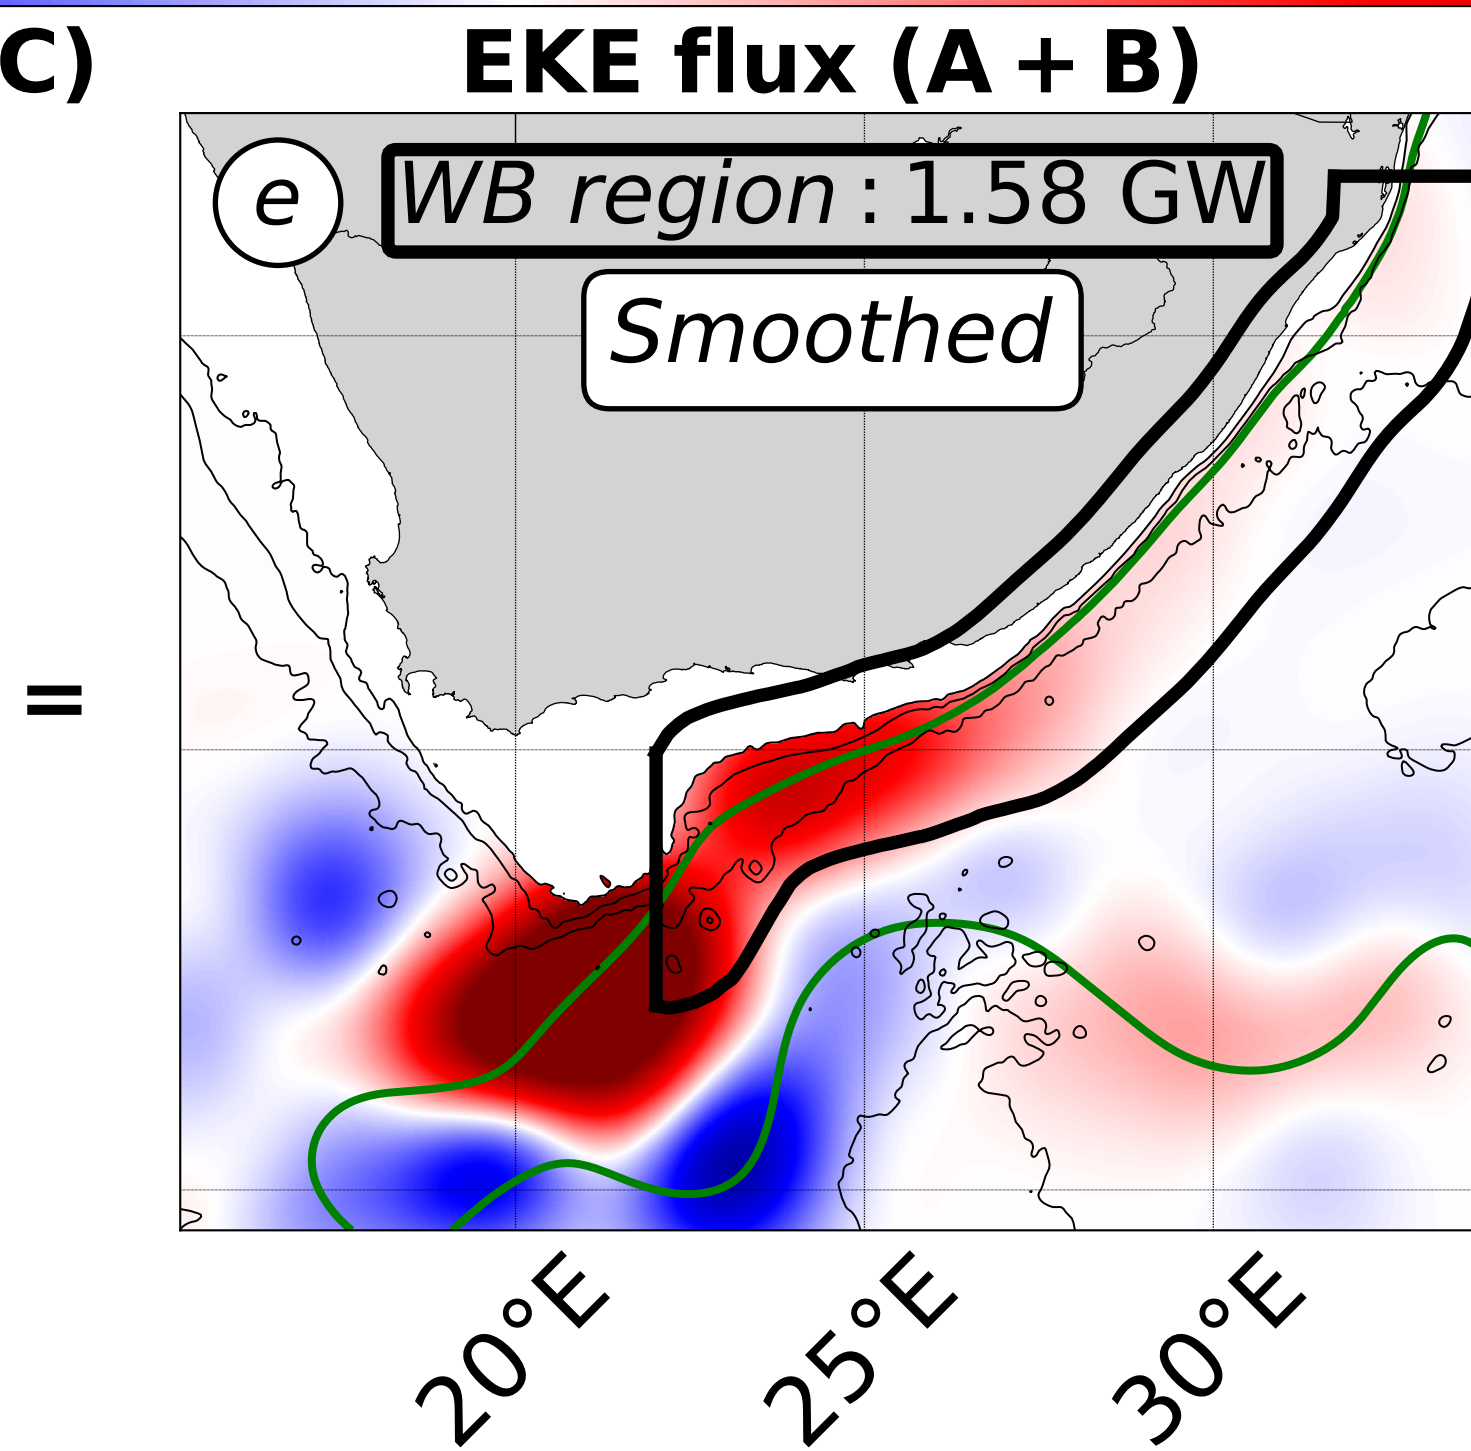 C) EKE flux (A + B)
e WB region : 1.58 GW
Smoothed
=
20°E 25°E 30°E